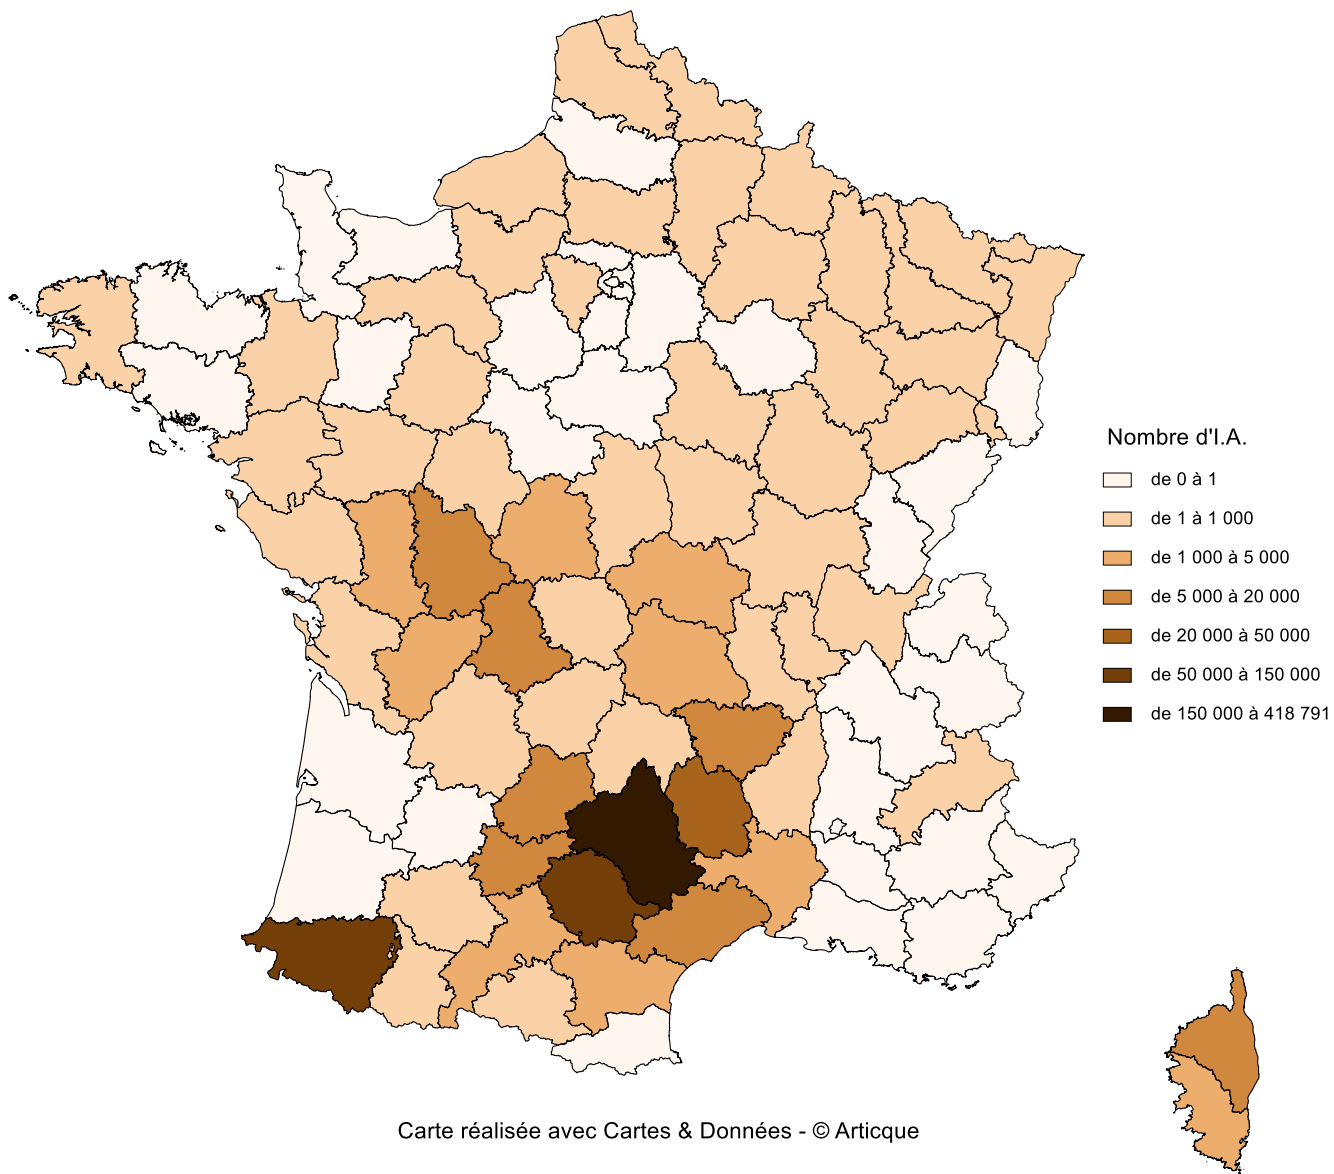 Nombre d'I.A.
de 0 à 1
de 1 à 1 000
de 1 000 à 5 000
de 5 000 à 20 000
de 20 000 à 50 000
de 50 000 à 150 000
de 150 000 à 418 791
Carte réalisée avec Cartes & Données - © Articque